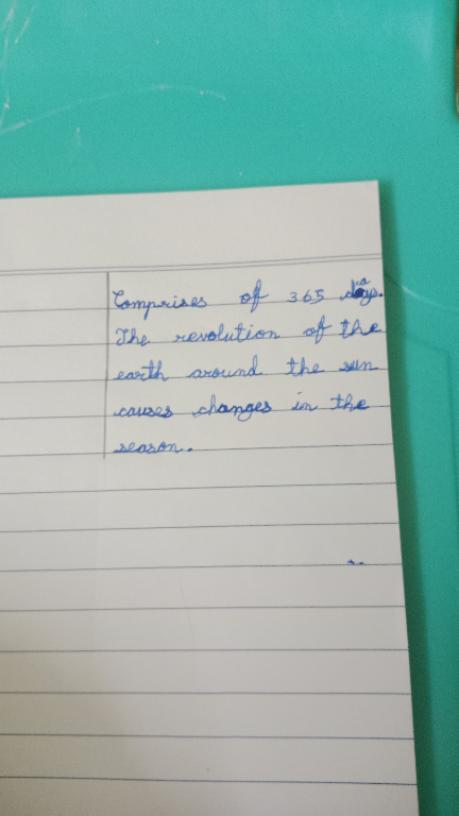 Comprises of 365 days.
The revolution of the
earth around the sun
causes changes in the
season.